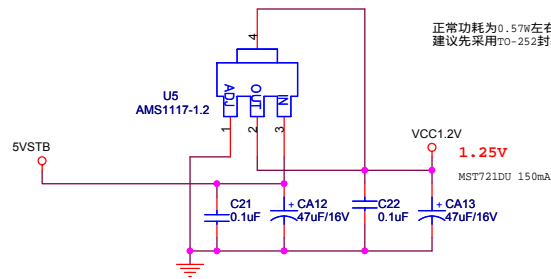 正常功耗为0.57W左右
建议先采用TO-252封
4
U5
AMS1117-1.2
ADJ
OUT
IN
1
2
3
5VSTB
VCC1.2V
1.25V
MST721DU 150mA
C21
0.1uF
+
CA12
47uF/16V
C22
0.1uF
+
CA13
47uF/16V